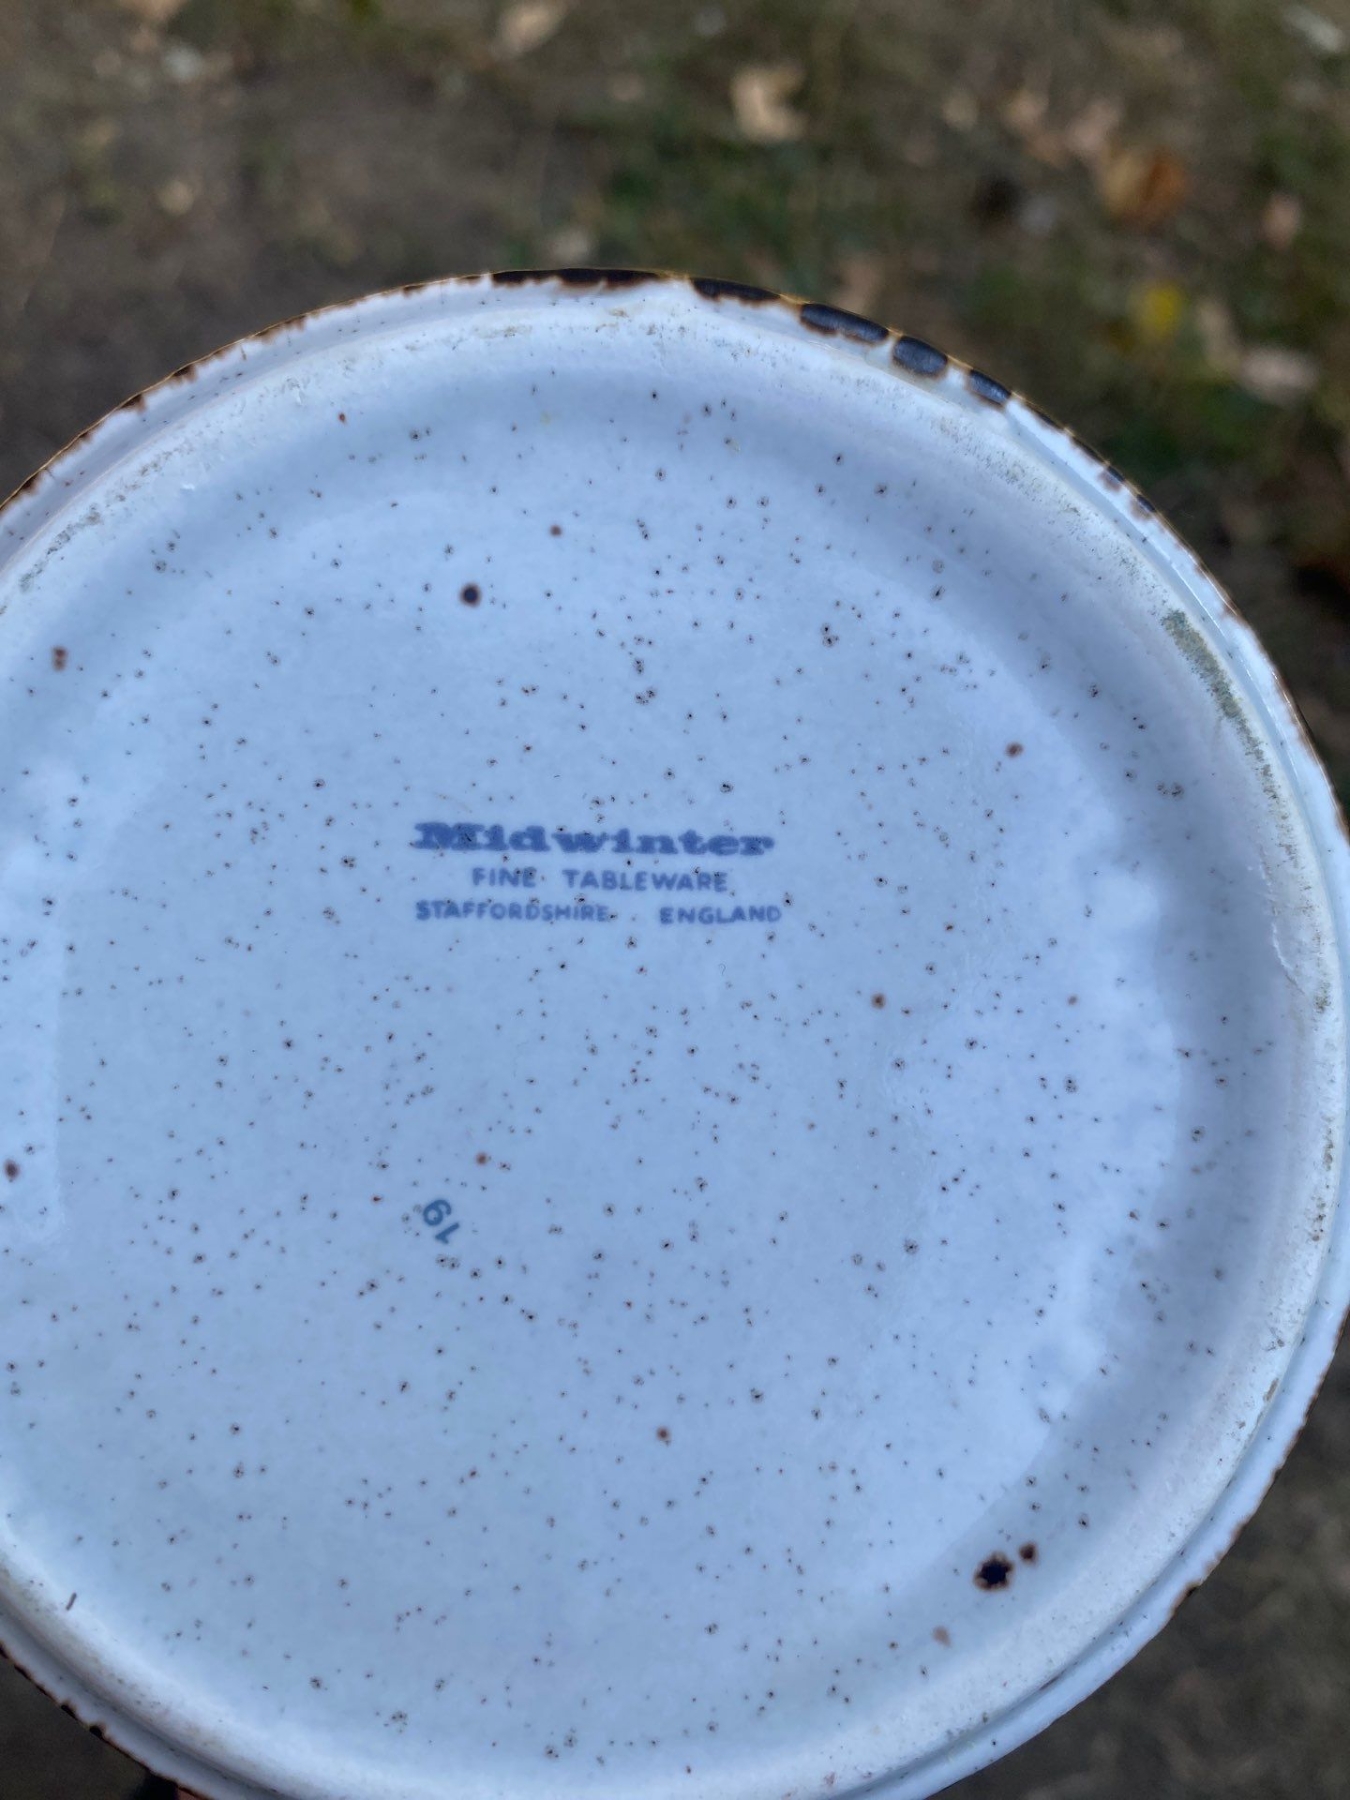 Midwinter
FINE TABLEWARE
STAFFORDSHIRE. ENGLAND
19